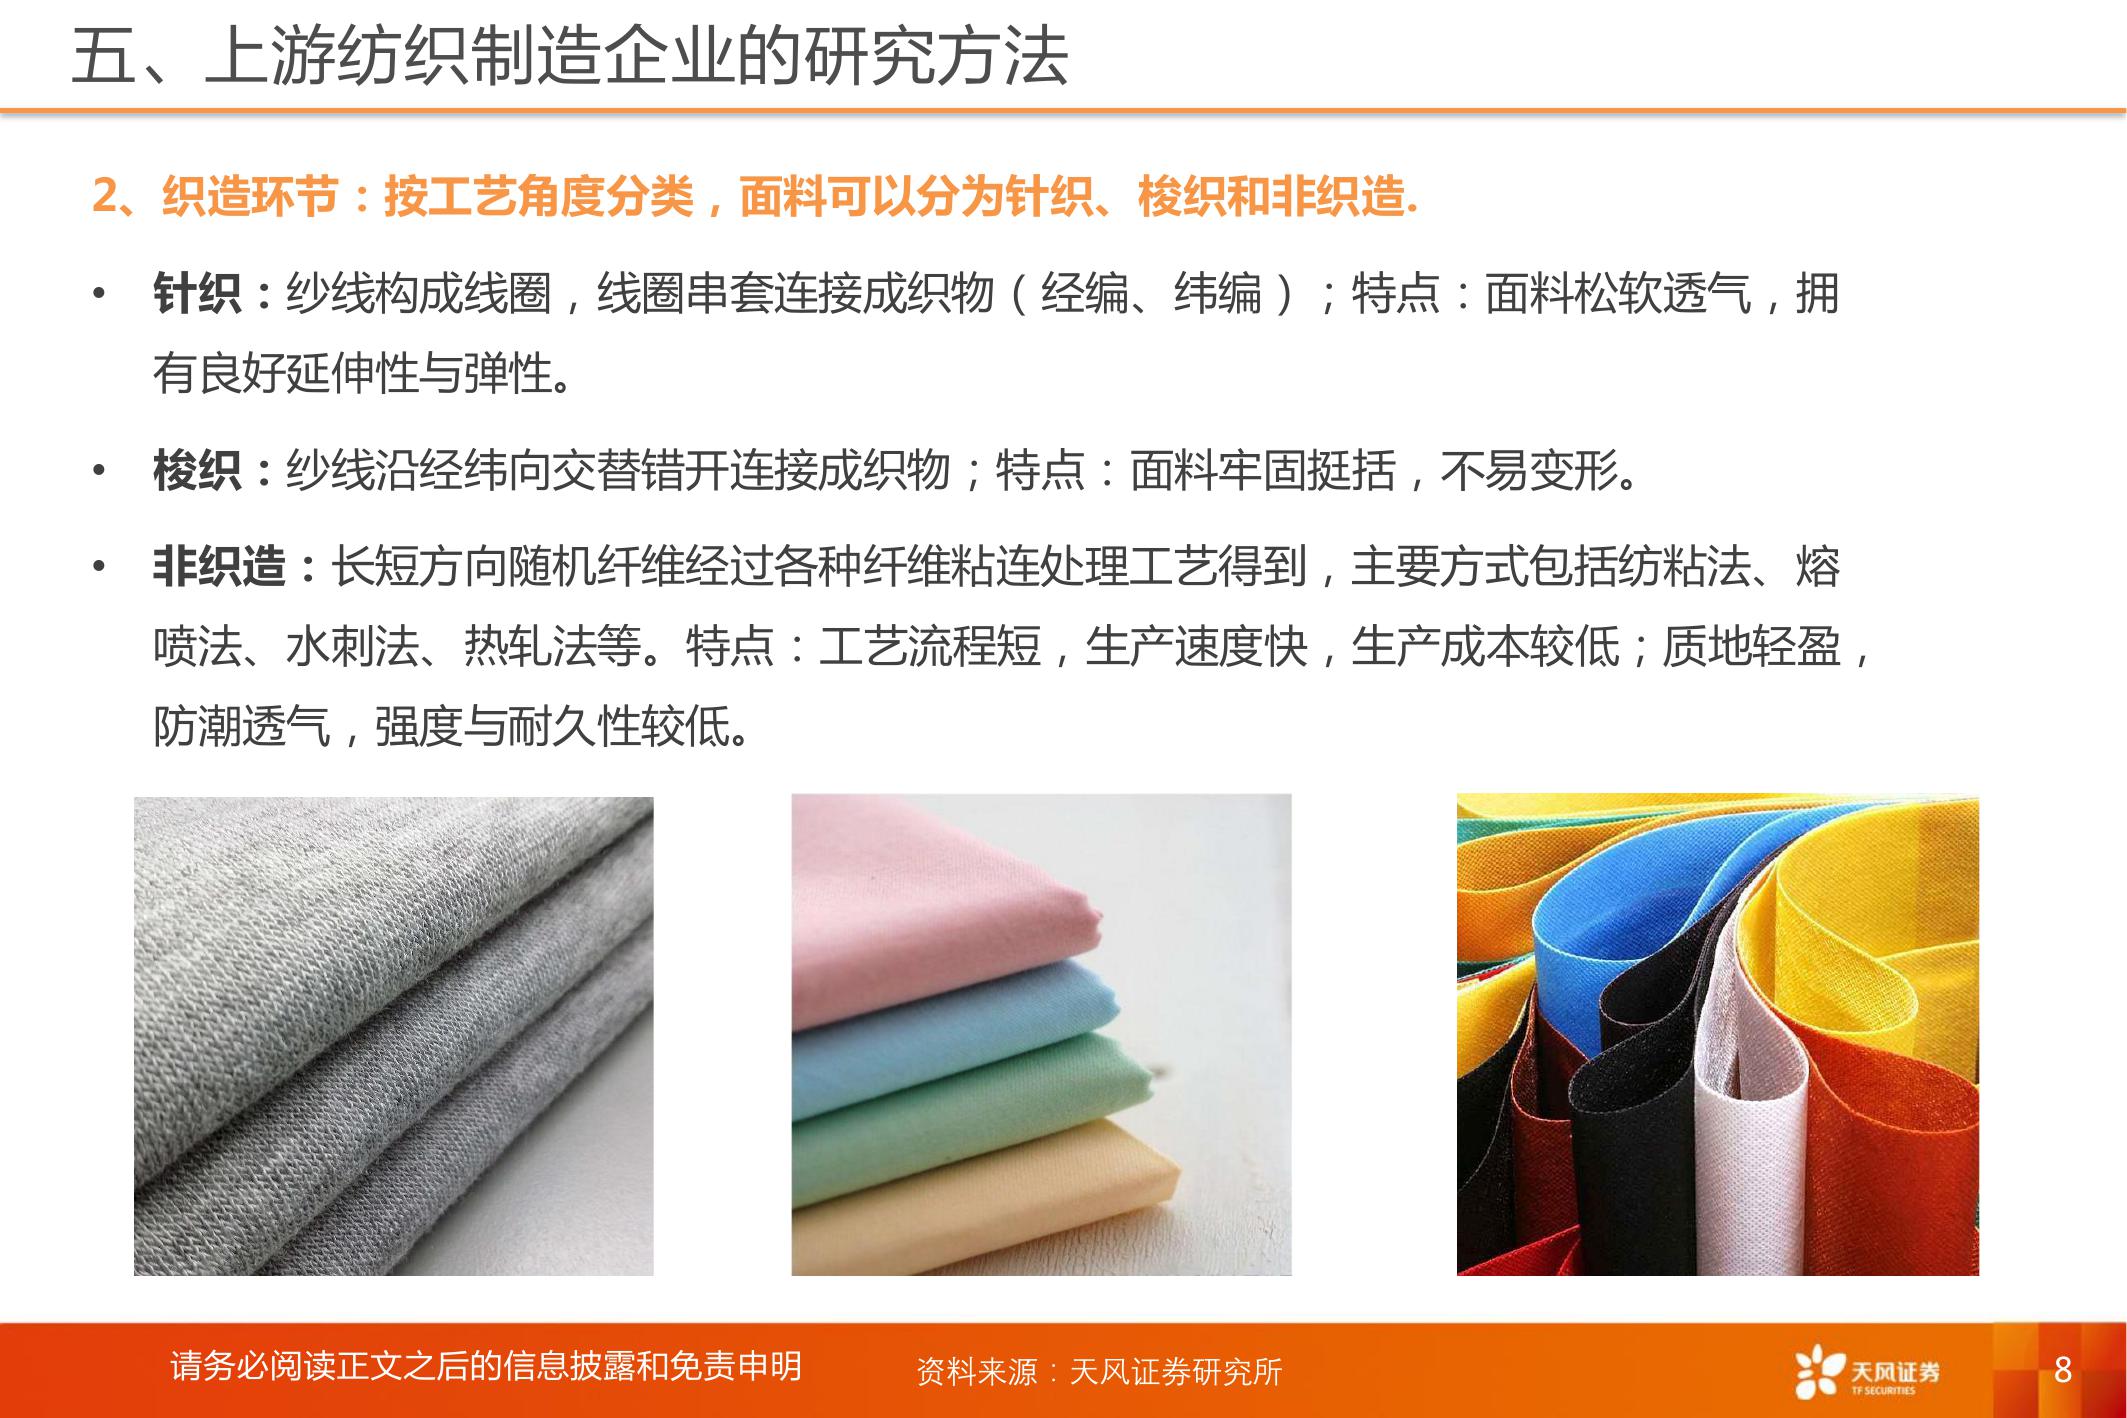 五、上游纺织制造企业的研究方法
2、织造环节：按工艺角度分类，面料可以分为针织、梭织和非织造.
• 针织：纱线构成线圈，线圈串套连接成织物（经编、纬编）；特点：面料松软透气，拥
有良好延伸性与弹性。
• 梭织：纱线沿经纬向交替错开连接成织物；特点：面料牢固挺括，不易变形。
• 非织造：长短方向随机纤维经过各种纤维粘连处理工艺得到，主要方式包括纺粘法、熔
喷法、水刺法、热轧法等。特点：工艺流程短，生产速度快，生产成本较低；质地轻盈，
防潮透气，强度与耐久性较低。
请务必阅读正文之后的信息披露和免责申明
资料来源：天风证券研究所
天风证券
TF SECURITIES
8